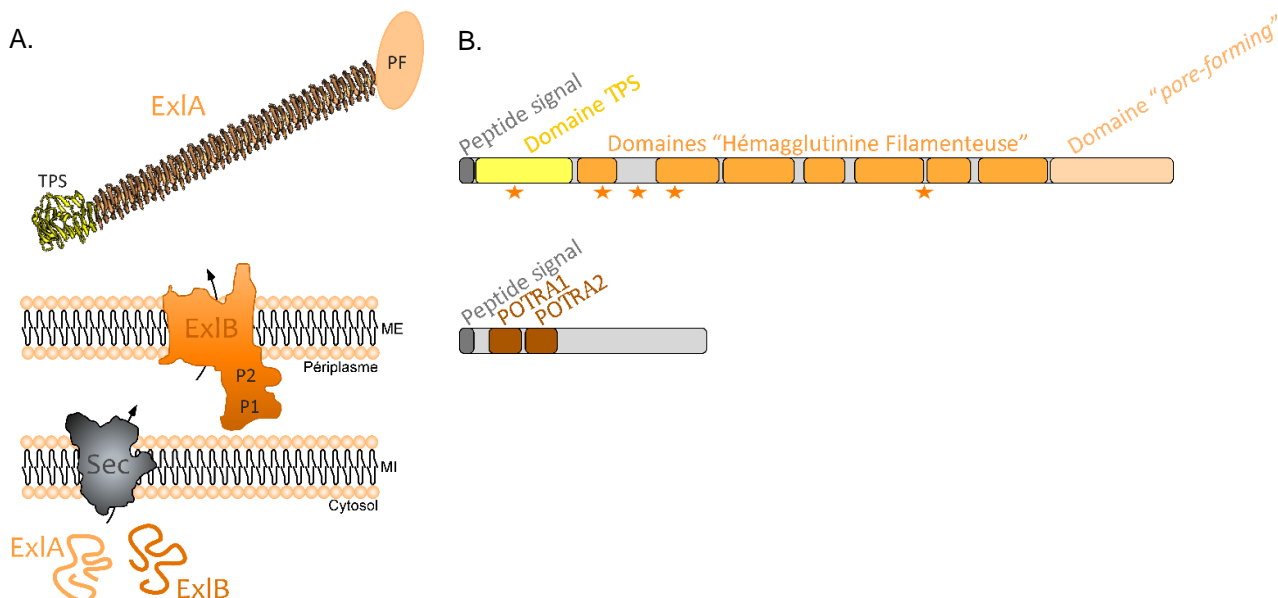 A.
PF
ExlA
TPS
ExlB
ME
Périplasme
P2
P1
Sec
MI
Cytosol
ExlA
ExlB
B.
Peptide signal
Domaine TPS
Domaines “Hémagglutinine Filamenteuse”
Domaine “pore-forming”
Peptide signal
POTRA1
POTRA2